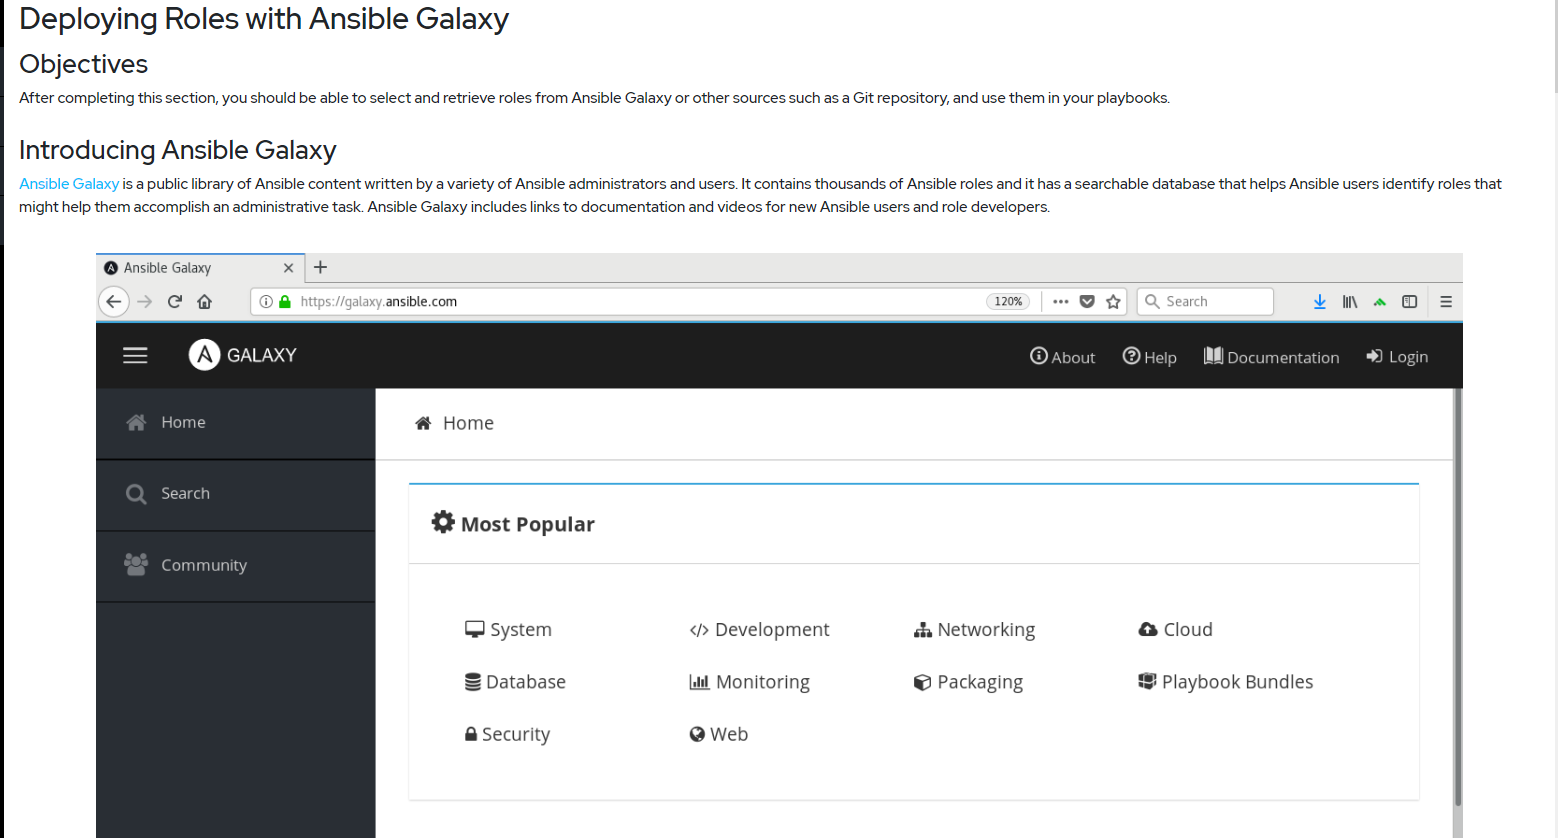 Deploying Roles with Ansible Galaxy
Objectives
After completing this section, you should be able to select and retrieve roles from Ansible Galaxy or other sources such as a Git repository, and use them in your playbooks.
Introducing Ansible Galaxy
Ansible Galaxy is a public library of Ansible content written by a variety of Ansible administrators and users. It contains thousands of Ansible roles and it has a searchable database that helps Ansible users identify roles that
might help them accomplish an administrative task. Ansible Galaxy includes links to documentation and videos for new Ansible users and role developers.
Ansible Galaxy
https://galaxy.ansible.com 120% Search
A GALAXY About Help Documentation Login
Home Home
Search
Most Popular
Community
System Development Networking Cloud
Database Monitoring Packaging Playbook Bundles
Security Web